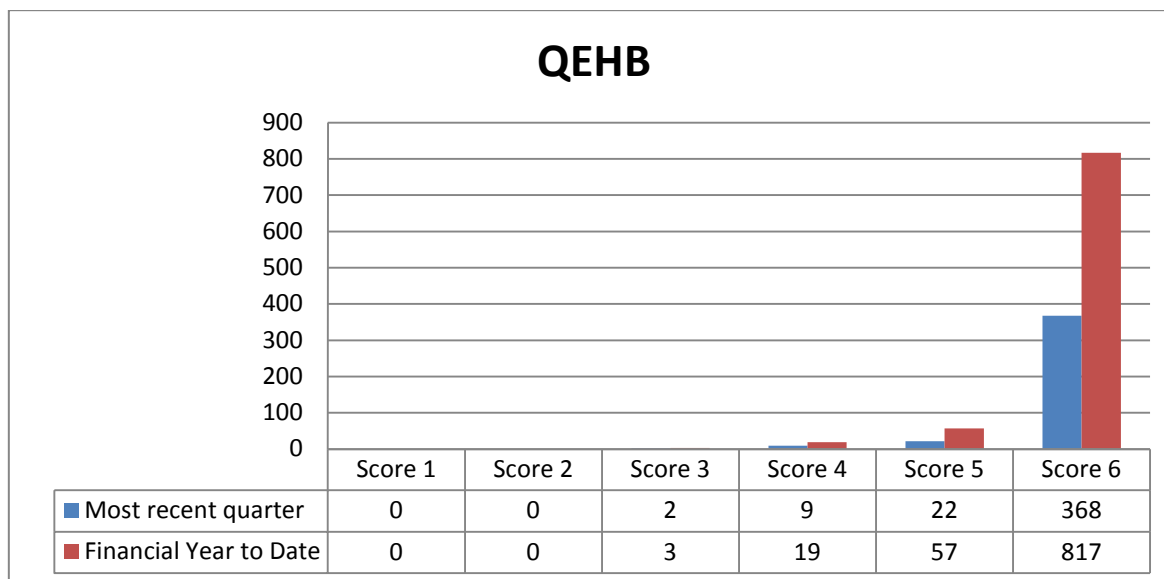 QEHB
900
800
700
600
500
400
300
200
100
0
Score 1 Score 2 Score 3 Score 4 Score 5 Score 6
Most recent quarter 0 0 2 9 22 368
Financial Year to Date 0 0 3 19 57 817